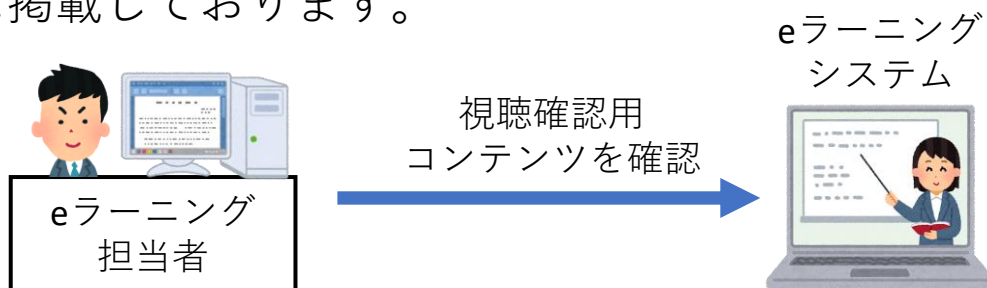 掲載しております。
eラーニング
システム
視聴確認用
コンテンツを確認
eラーニング
担当者